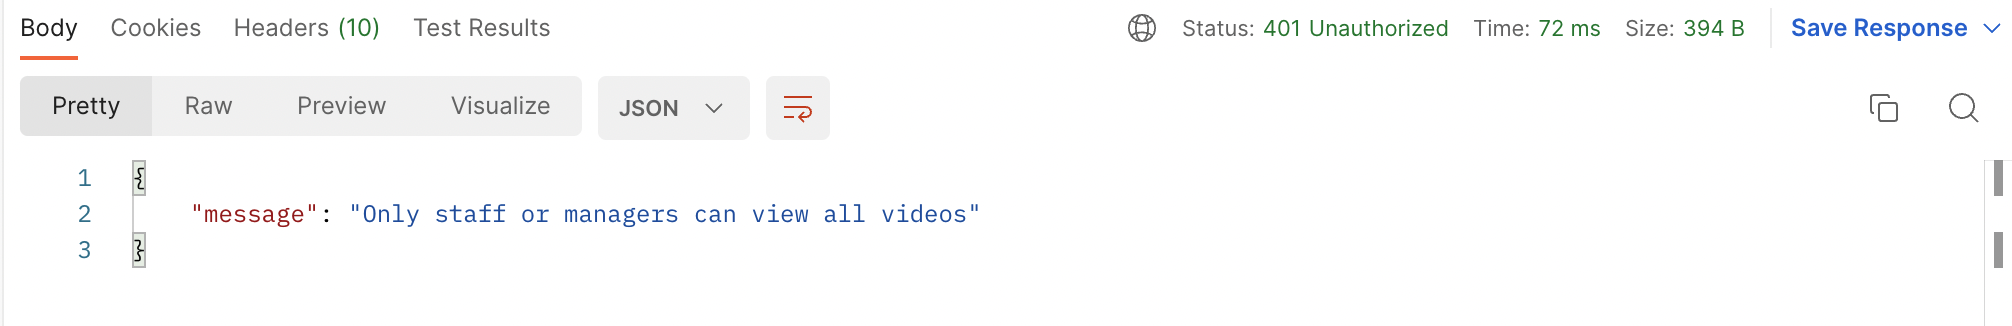 Body Cookies Headers (10) Test Results Status: 401 Unauthorized Time: 72 ms Size: 394 B Save Response
Pretty Raw Preview Visualize JSON
1 {
2 "message": "Only staff or managers can view all videos"
3 }